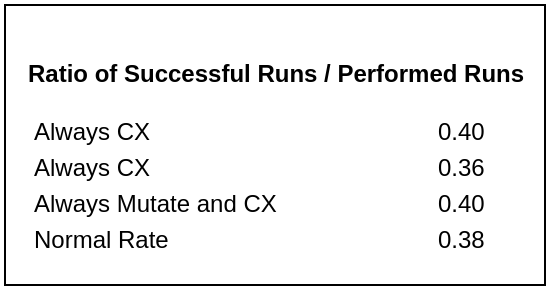 Ratio of Successful Runs / Performed Runs
Always CX 0.40
Always CX 0.36
Always Mutate and CX 0.40
Normal Rate 0.38